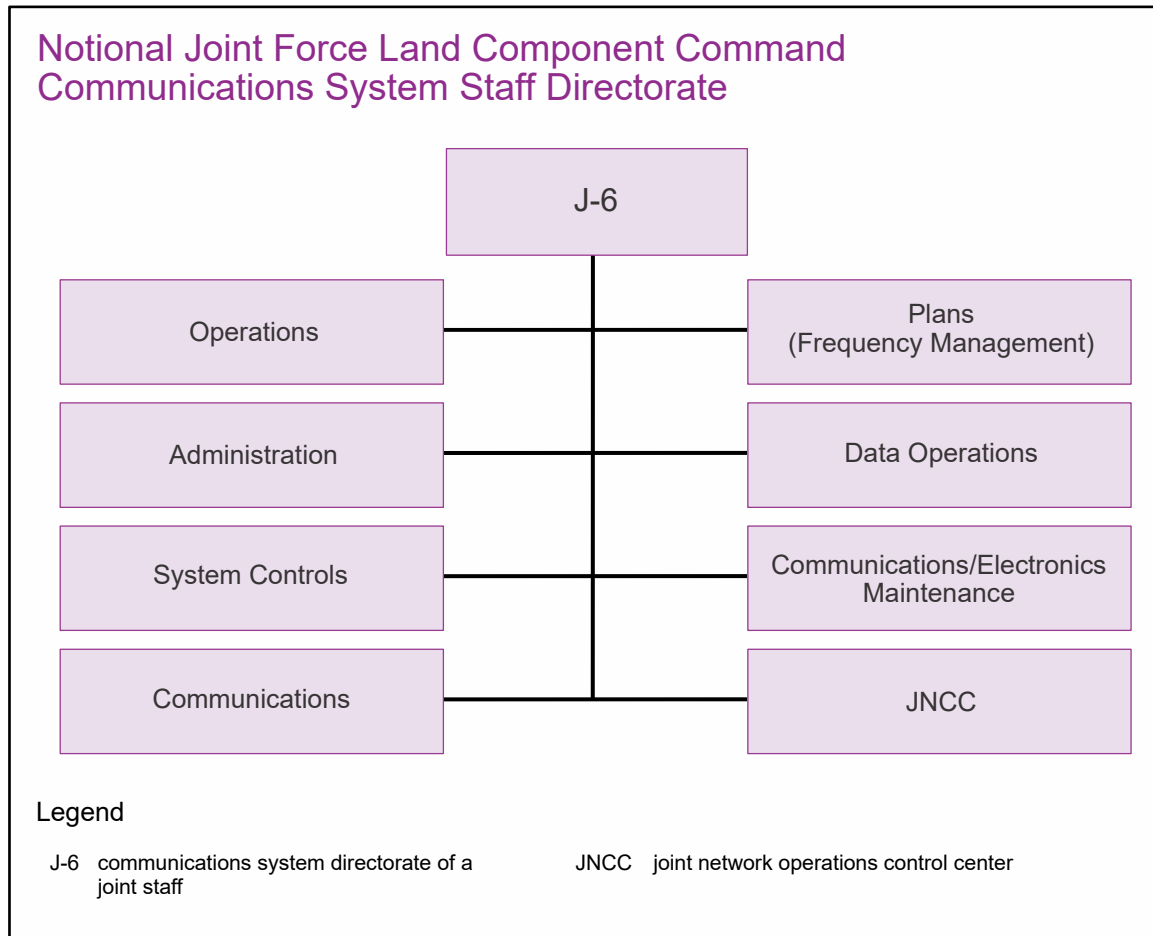 Notional Joint Force Land Component Command
Communications System Staff Directorate
J-6
Operations
Plans
(Frequency Management)
Administration
Data Operations
System Controls
Communications/Electronics
Maintenance
Communications
JNCC
Legend
J-6 communications system directorate of a
joint staff
JNCC joint network operations control center